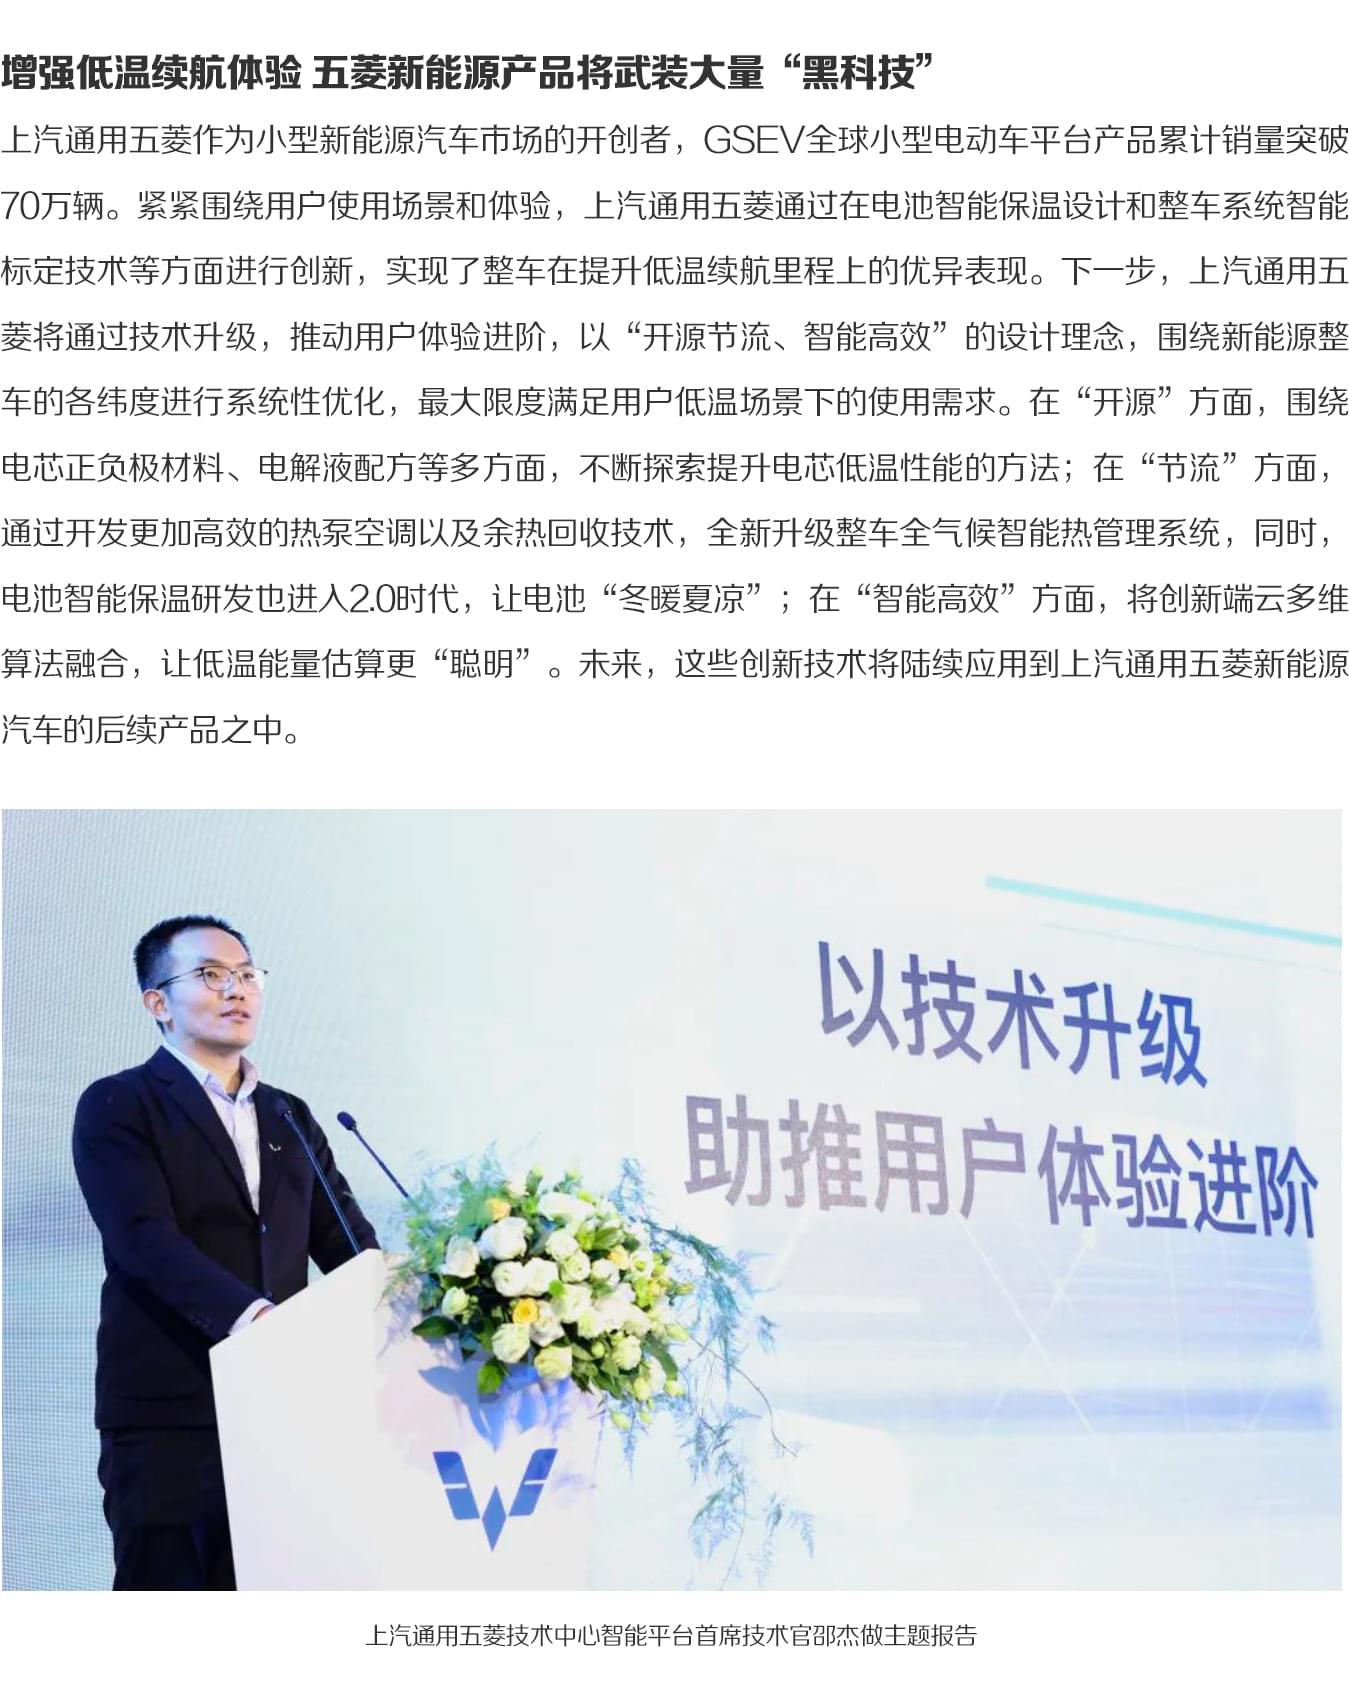 增强低温续航体验 五菱新能源产品将武装大量“黑科技”
上汽通用五菱作为小型新能源汽车市场的开创者，GSEV全球小型电动车平台产品累计销量突破
70万辆。紧紧围绕用户使用场景和体验，上汽通用五菱通过在电池智能保温设计和整车系统智能
标定技术等方面进行创新，实现了整车在提升低温续航里程上的优异表现。下一步，上汽通用五
菱将通过技术升级，推动用户体验进阶，以“开源节流、智能高效”的设计理念，围绕新能源整
车的各纬度进行系统性优化，最大限度满足用户低温场景下的使用需求。在“开源”方面，围绕
电芯正负极材料、电解液配方等多方面，不断探索提升电芯低温性能的方法；在“节流”方面，
通过开发更加高效的热泵空调以及余热回收技术，全新升级整车全气候智能热管理系统，同时，
电池智能保温研发也进入2.0时代，让电池“冬暖夏凉”；在“智能高效”方面，将创新端云多维
算法融合，让低温能量估算更“聪明”。未来，这些创新技术将陆续应用到上汽通用五菱新能源
汽车的后续产品之中。
以技术升级
助推用户体验进阶
上汽通用五菱技术中心智能平台首席技术官邵杰做主题报告